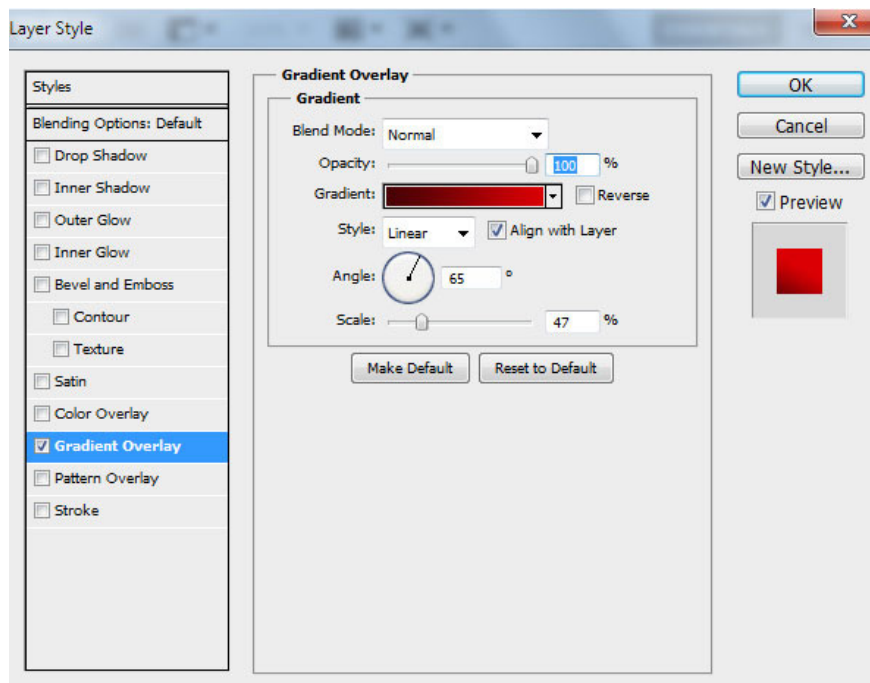 Layer Style
Styles
Blending Options: Default
Drop Shadow
Inner Shadow
Outer Glow
Inner Glow
Bevel and Emboss
Contour
Texture
Satin
Color Overlay
Gradient Overlay
Pattern Overlay
Stroke
Gradient Overlay
Gradient
Blend Mode: Normal
Opacity: 100 %
Gradient: Reverse
Style: Linear Align with Layer
Angle: 65 °
Scale: 47 %
Make Default Reset to Default
OK
Cancel
New Style...
Preview